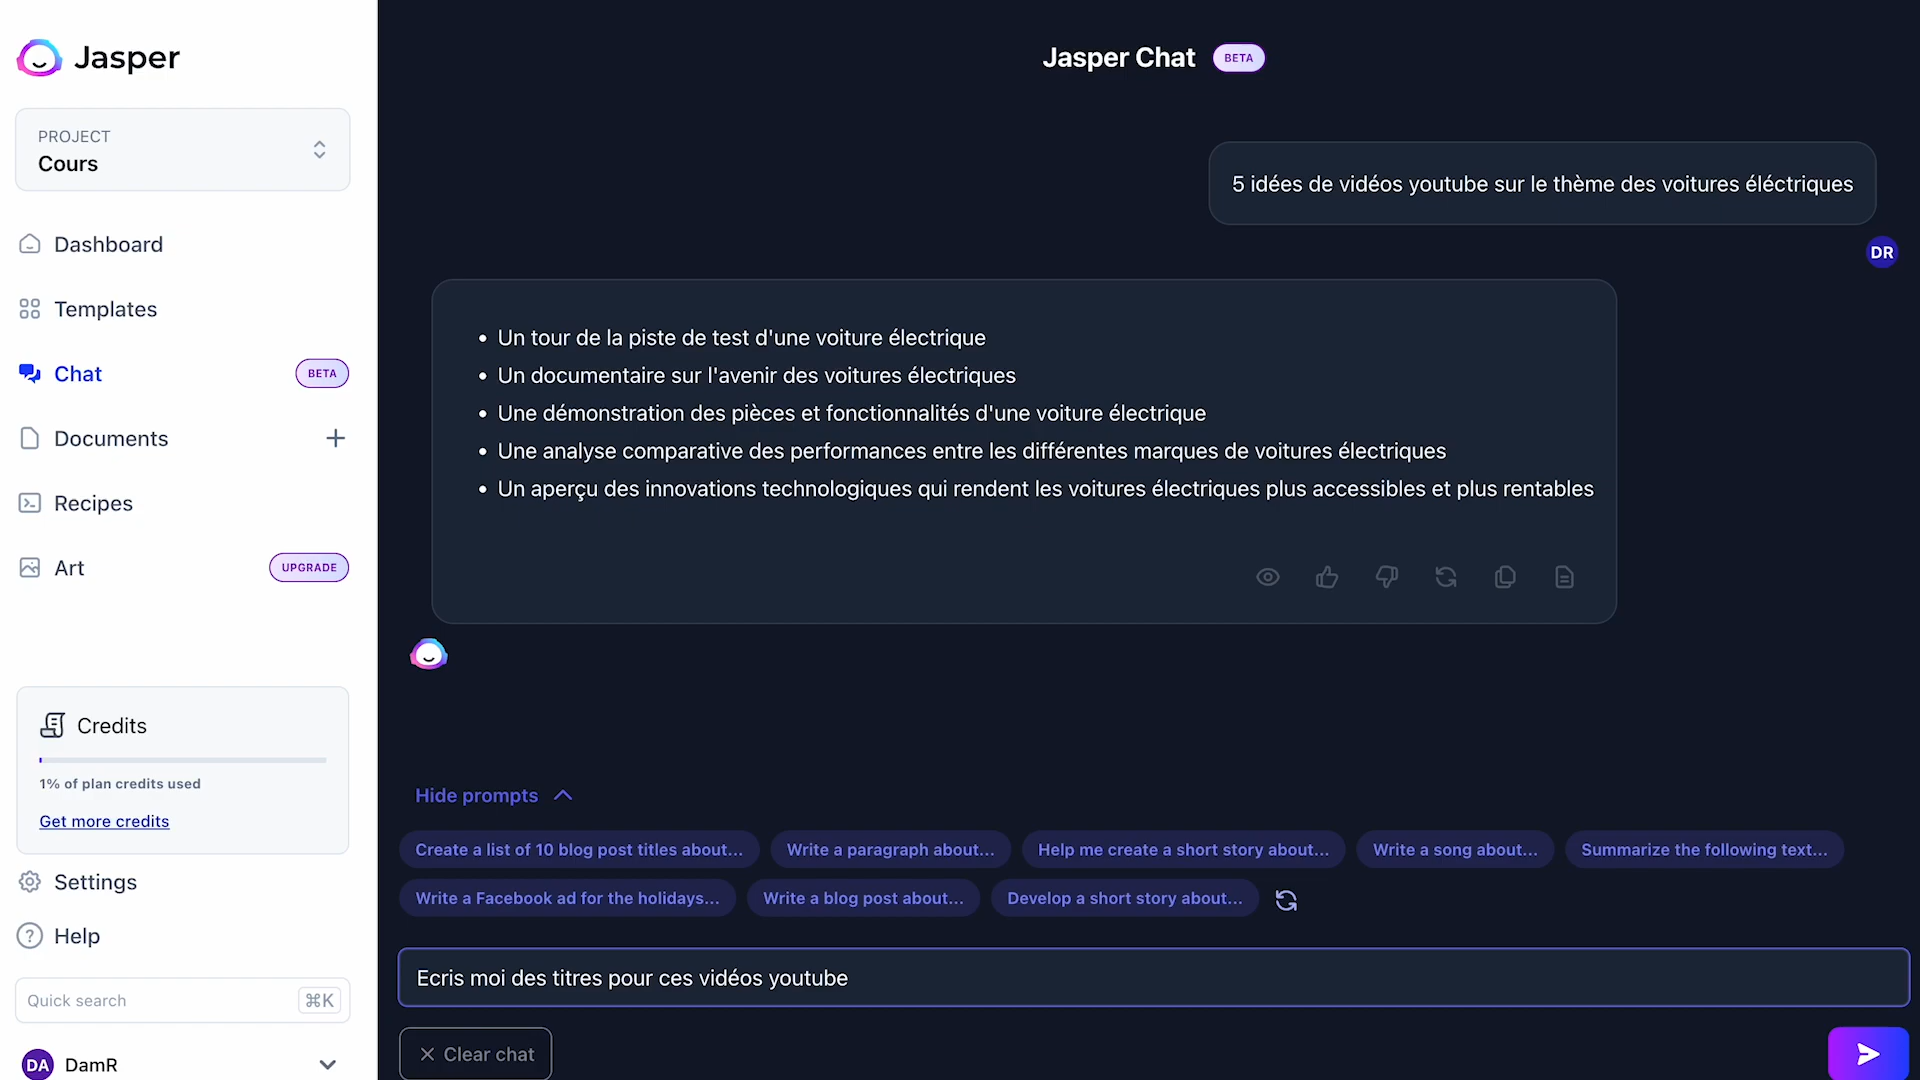 Jasper
PROJECT
Cours
Dashboard
Templates
Chat
BETA
Documents
Recipes
Art
UPGRADE
Credits
1% of plan credits used
Get more credits
Settings
? Help
Quick search
⌘K
DA
DamR
Jasper Chat
BETA
5 idées de vidéos youtube sur le thème des voitures éléctriques
DR
• Un tour de la piste de test d'une voiture électrique
• Un documentaire sur l'avenir des voitures électriques
• Une démonstration des pièces et fonctionnalités d'une voiture électrique
• Une analyse comparative des performances entre les différentes marques de voitures électriques
• Un aperçu des innovations technologiques qui rendent les voitures électriques plus accessibles et plus rentables
Hide prompts
Create a list of 10 blog post titles about...
Write a paragraph about...
Help me create a short story about...
Write a song about...
Summarize the following text...
Write a Facebook ad for the holidays...
Write a blog post about...
Develop a short story about...
Ecris moi des titres pour ces vidéos youtube
Clear chat